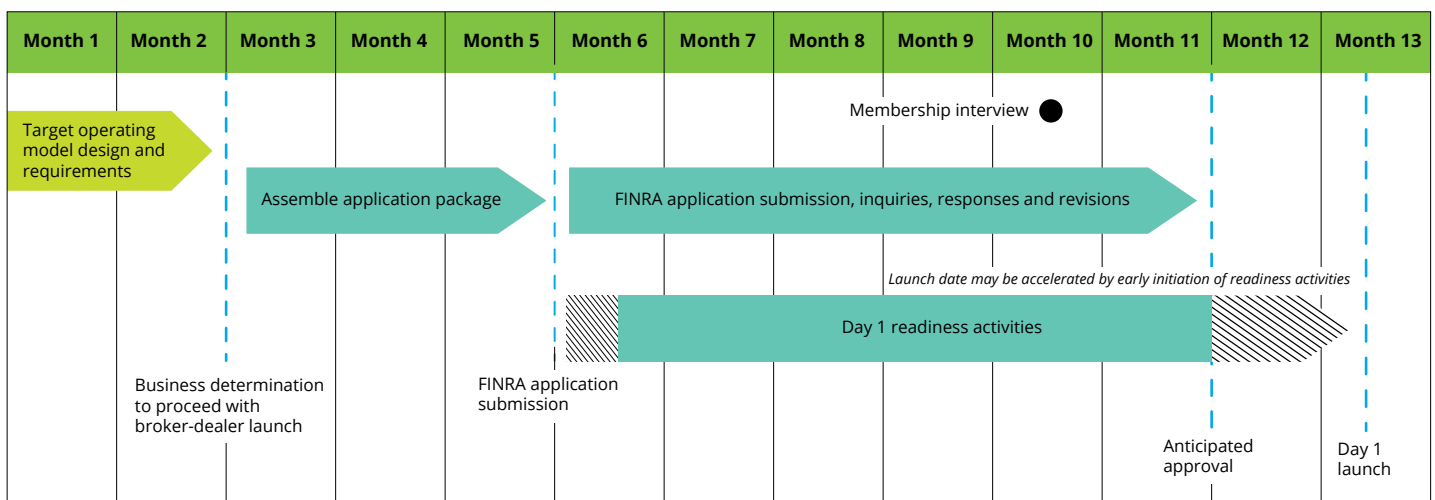 Month 1 Month 2 Month 3 Month 4 Month 5 Month 6 Month 7 Month 8 Month 9 Month 10 Month 11 Month 12 Month 13
Membership interview
Target operating
model design and
requirements
Assemble application package
FINRA application submission, inquiries, responses and revisions
Launch date may be accelerated by early initiation of readiness activities
Day 1 readiness activities
Business determination
to proceed with
broker-dealer launch
FINRA application
submission
Anticipated
approval
Day 1
launch